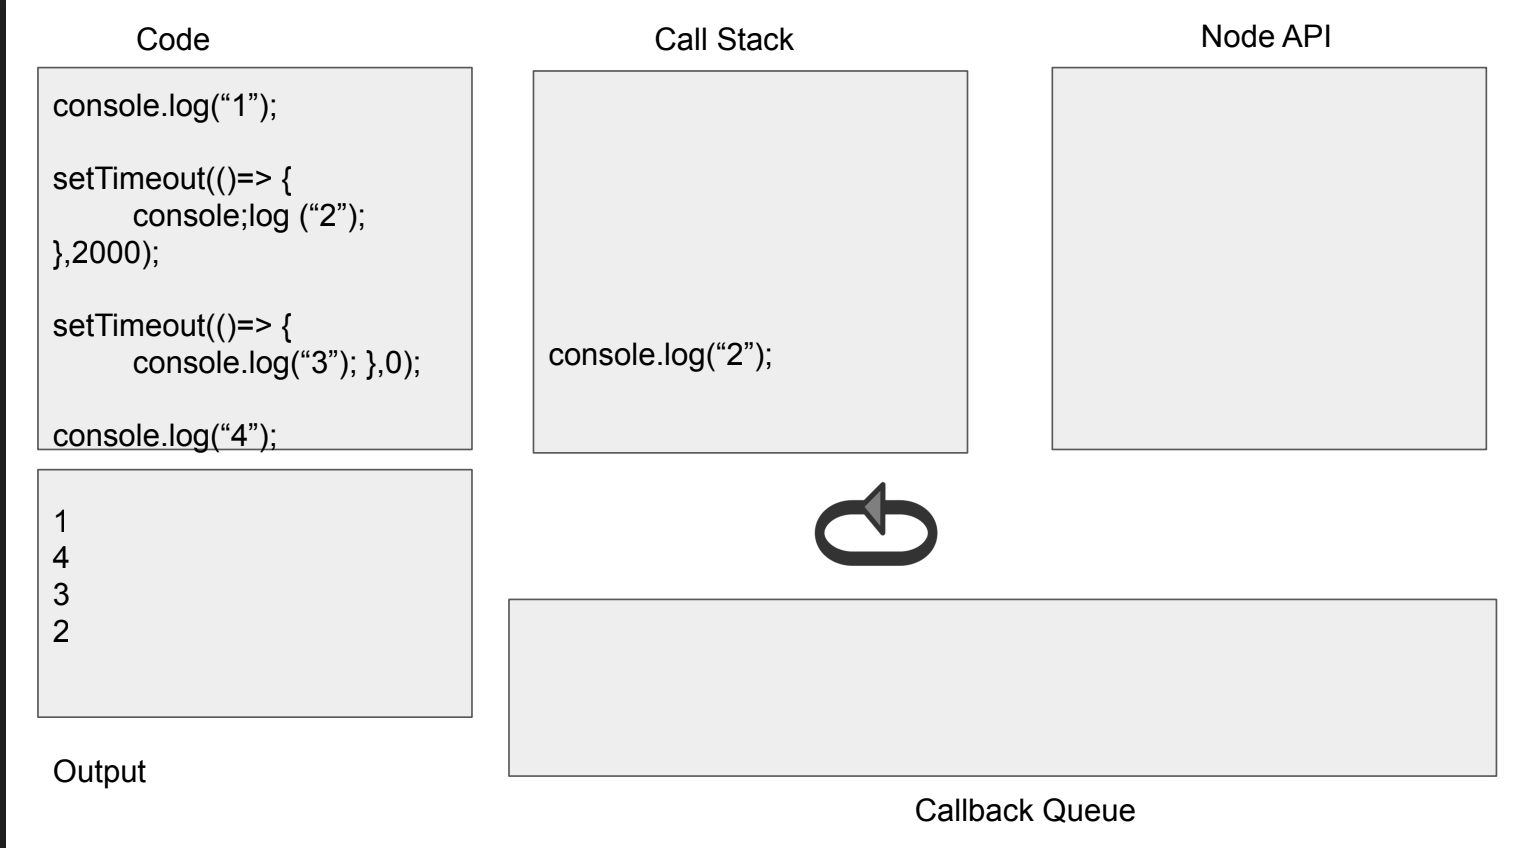 Code
console.log(“1”);
setTimeout(()=> {
console;log (“2”);
},2000);
setTimeout(()=> {
console.log(“3”); },0);
console.log(“4”);
1
4
3
2
Output
Call Stack
console.log(“2”);
Node API
Callback Queue